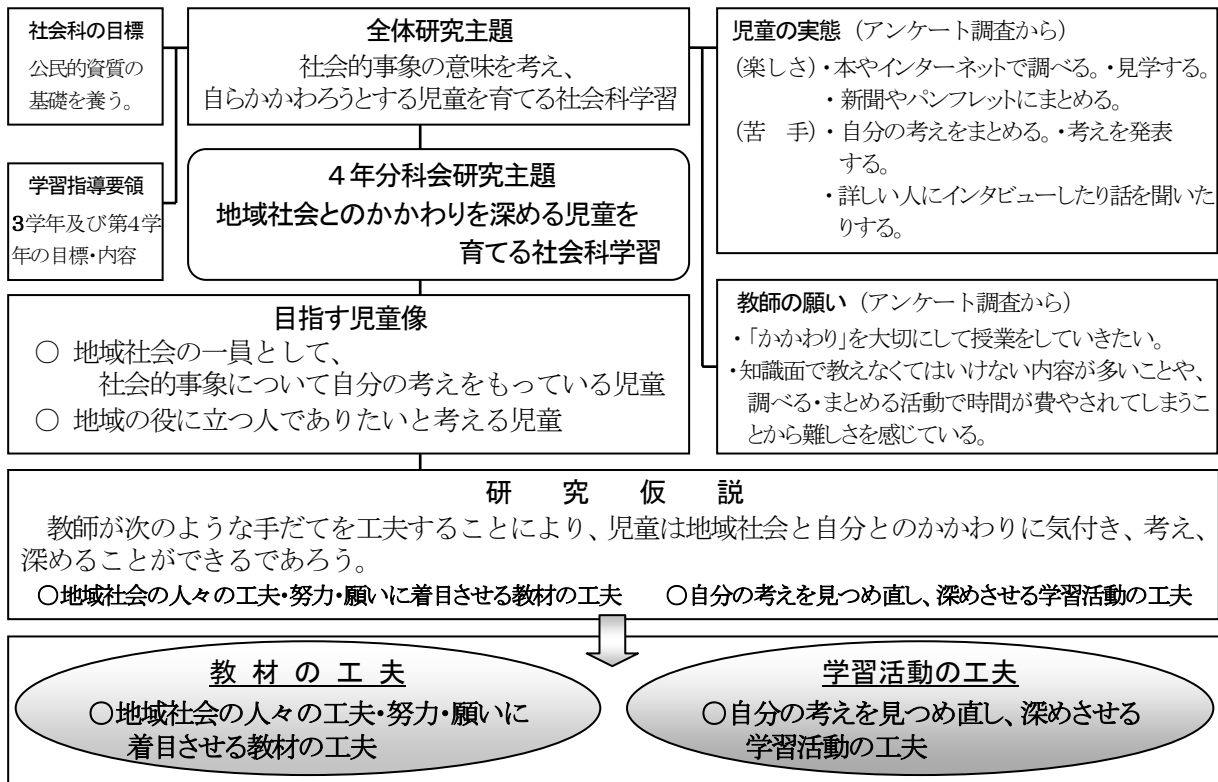 社会科の目標
公民的資質の
基礎を養う。
学習指導要領
3学年及び第4学
年の目標・内容
全体研究主題
社会的事象の意味を考え、
自らかかわろうとする児童を育てる社会科学習
４年分科会研究主題
地域社会とのかかわりを深める児童を
育てる社会科学習
目指す児童像
○ 地域社会の一員として、
社会的事象について自分の考えをもっている児童
○ 地域の役に立つ人でありたいと考える児童
児童の実態（アンケート調査から）
(楽しさ)・本やインターネットで調べる。・見学する。
・新聞やパンフレットにまとめる。
(苦　手)・自分の考えをまとめる。・考えを発表
する。
・詳しい人にインタビューしたり話を聞いた
りする。
教師の願い（アンケート調査から）
・「かかわり」を大切にして授業をしていきたい。
・知識面で教えなくてはいけない内容が多いことや、
調べる・まとめる活動で時間が費やされてしまうこ
とから難しさを感じている。
研　究　仮　説
教師が次のような手だてを工夫することにより、児童は地域社会と自分とのかかわりに気付き、考え、
深めることができるであろう。
○地域社会の人々の工夫・努力・願いに着目させる教材の工夫　○自分の考えを見つめ直し、深めさせる学習活動の工夫
教 材 の 工 夫
○地域社会の人々の工夫・努力・願いに
着目させる教材の工夫
学習活動の工夫
○自分の考えを見つめ直し、深めさせる
学習活動の工夫